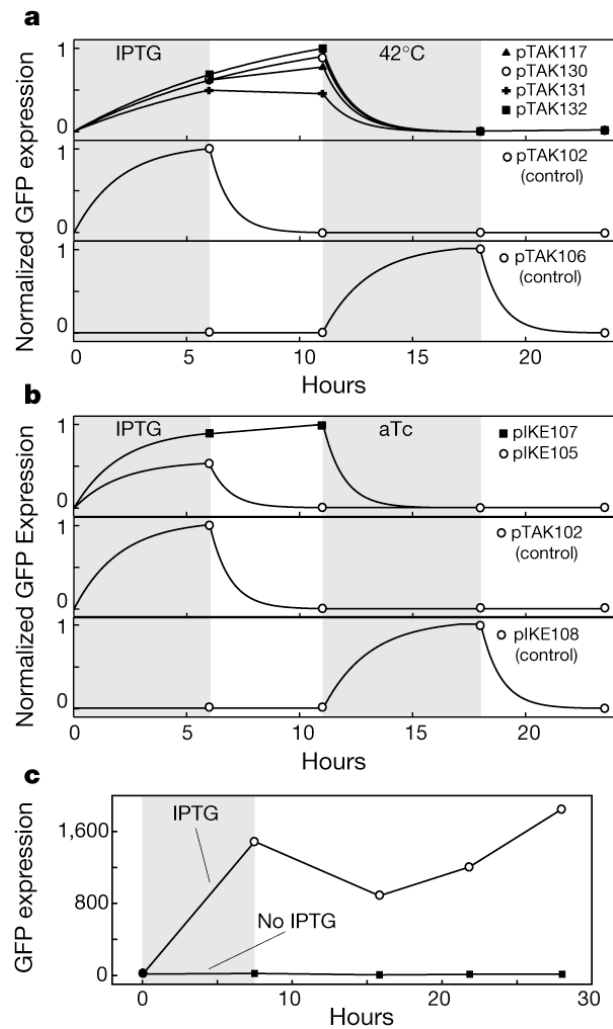 a
IPTG
42°C
pTAK117
pTAK130
pTAK131
pTAK132
1
0
pTAK102
(control)
1
0
pTAK106
(control)
1
0
Normalized GFP expression
0 5 10 15 20
Hours
b
IPTG
aTc
pIKE107
pIKE105
1
0
pTAK102
(control)
1
0
pIKE108
(control)
1
0
Normalized GFP Expression
0 5 10 15 20
Hours
c
IPTG
No IPTG
1,600
800
0
GFP expression
0 10 20 30
Hours